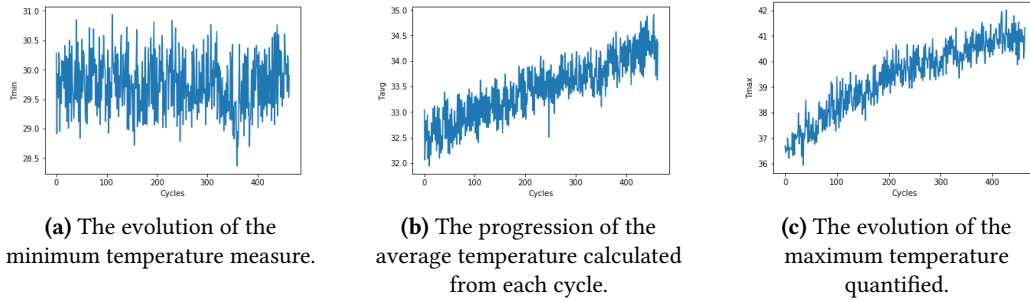 31.0
30.5
30.0
29.5
29.0
28.5
Tmin
0 100 200 300 400
Cycles
35.0
34.5
34.0
33.5
33.0
32.5
32.0
Tavg
0 100 200 300 400
Cycles
42
41
40
39
38
37
36
Tmax
0 100 200 300 400
Cycles
(a) The evolution of the
minimum temperature measure.
(b) The progression of the
average temperature calculated
from each cycle.
(c) The evolution of the
maximum temperature
quantified.